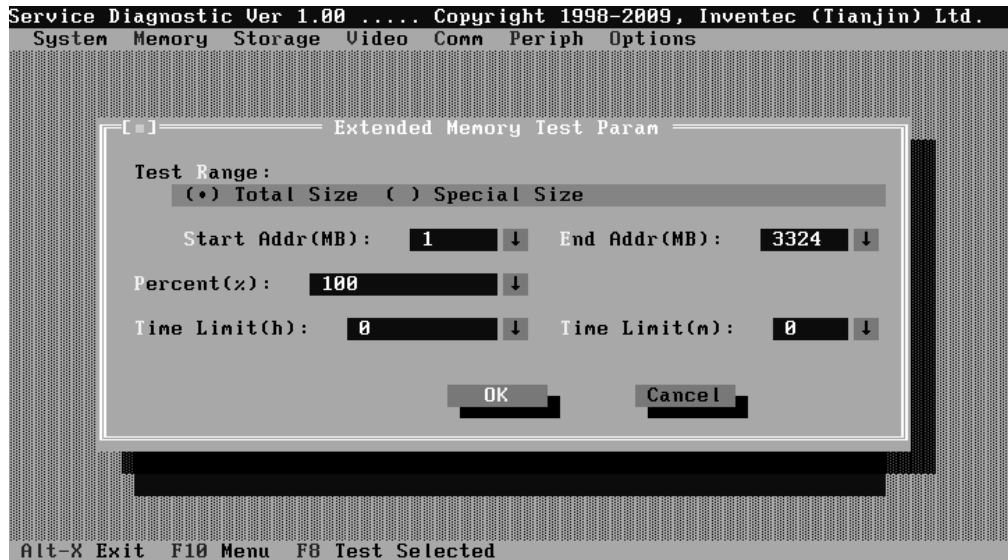 Service Diagnostic Ver 1.00 ..... Copyright 1998-2009, Inventec (Tianjin) Ltd.
System Memory Storage Video Comm Periph Options
[■] Extended Memory Test Param
Test Range:
(•) Total Size ( ) Special Size
Start Addr(MB): 1 ↓ End Addr(MB): 3324 ↓
Percent(%): 100 ↓
Time Limit(h): 0 ↓ Time Limit(m): 0 ↓
OK Cancel
Alt-X Exit F10 Menu F8 Test Selected